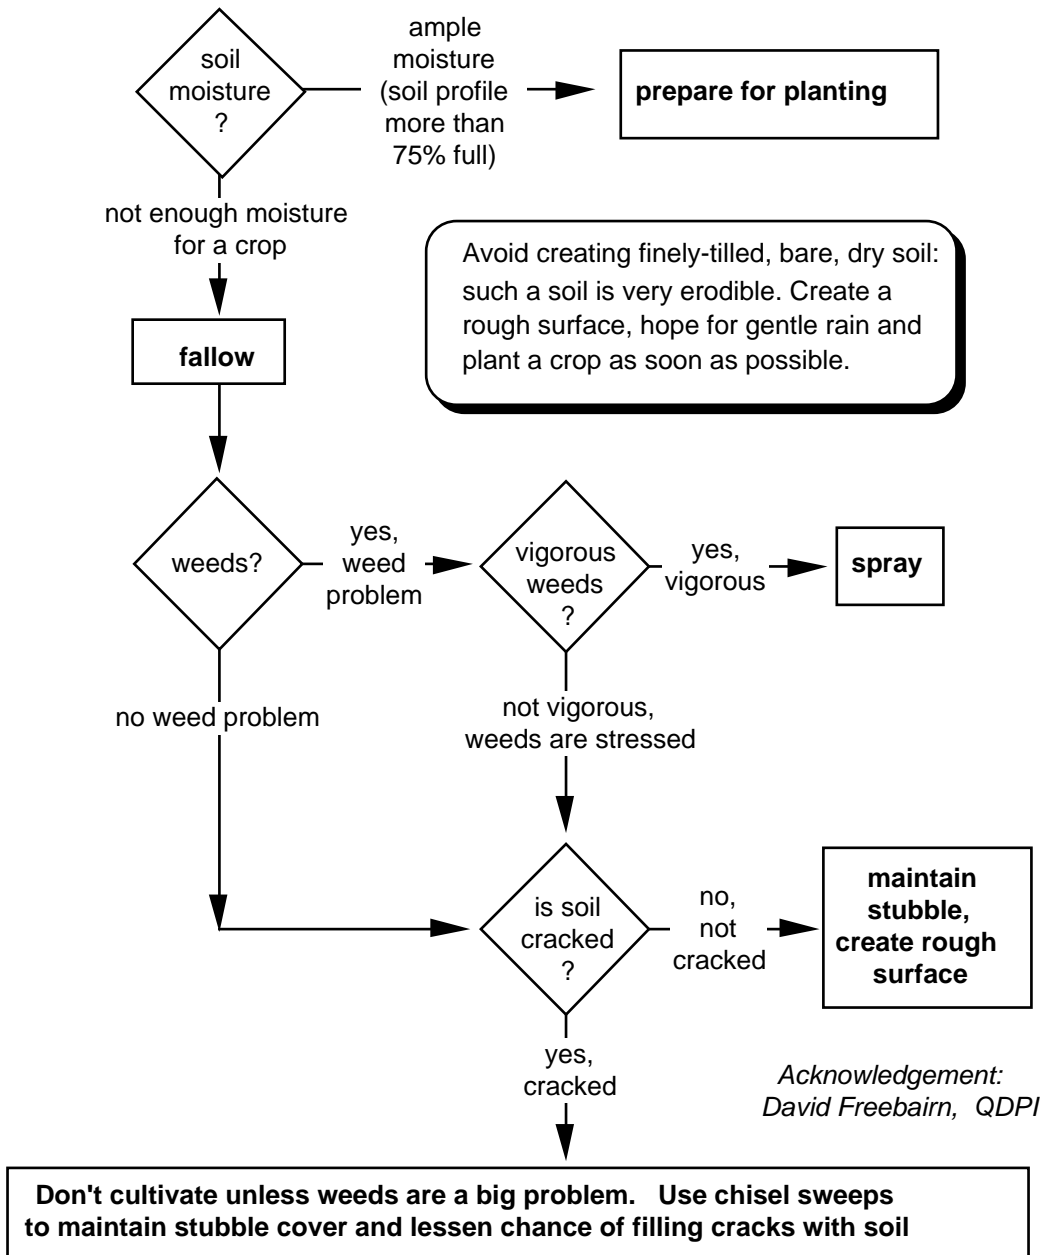 soil
moisture
?
ample
moisture
(soil profile
more than
75% full)
prepare for planting
not enough moisture
for a crop
Avoid creating finely-tilled, bare, dry soil:
such a soil is very erodible. Create a
rough surface, hope for gentle rain and
plant a crop as soon as possible.
fallow
weeds?
yes,
weed
problem
vigorous
weeds
?
yes,
vigorous
spray
no weed problem
not vigorous,
weeds are stressed
is soil
cracked
?
no,
not
cracked
maintain
stubble,
create rough
surface
yes,
cracked
Acknowledgement:
David Freebairn, QDPI
Don't cultivate unless weeds are a big problem. Use chisel sweeps
to maintain stubble cover and lessen chance of filling cracks with soil